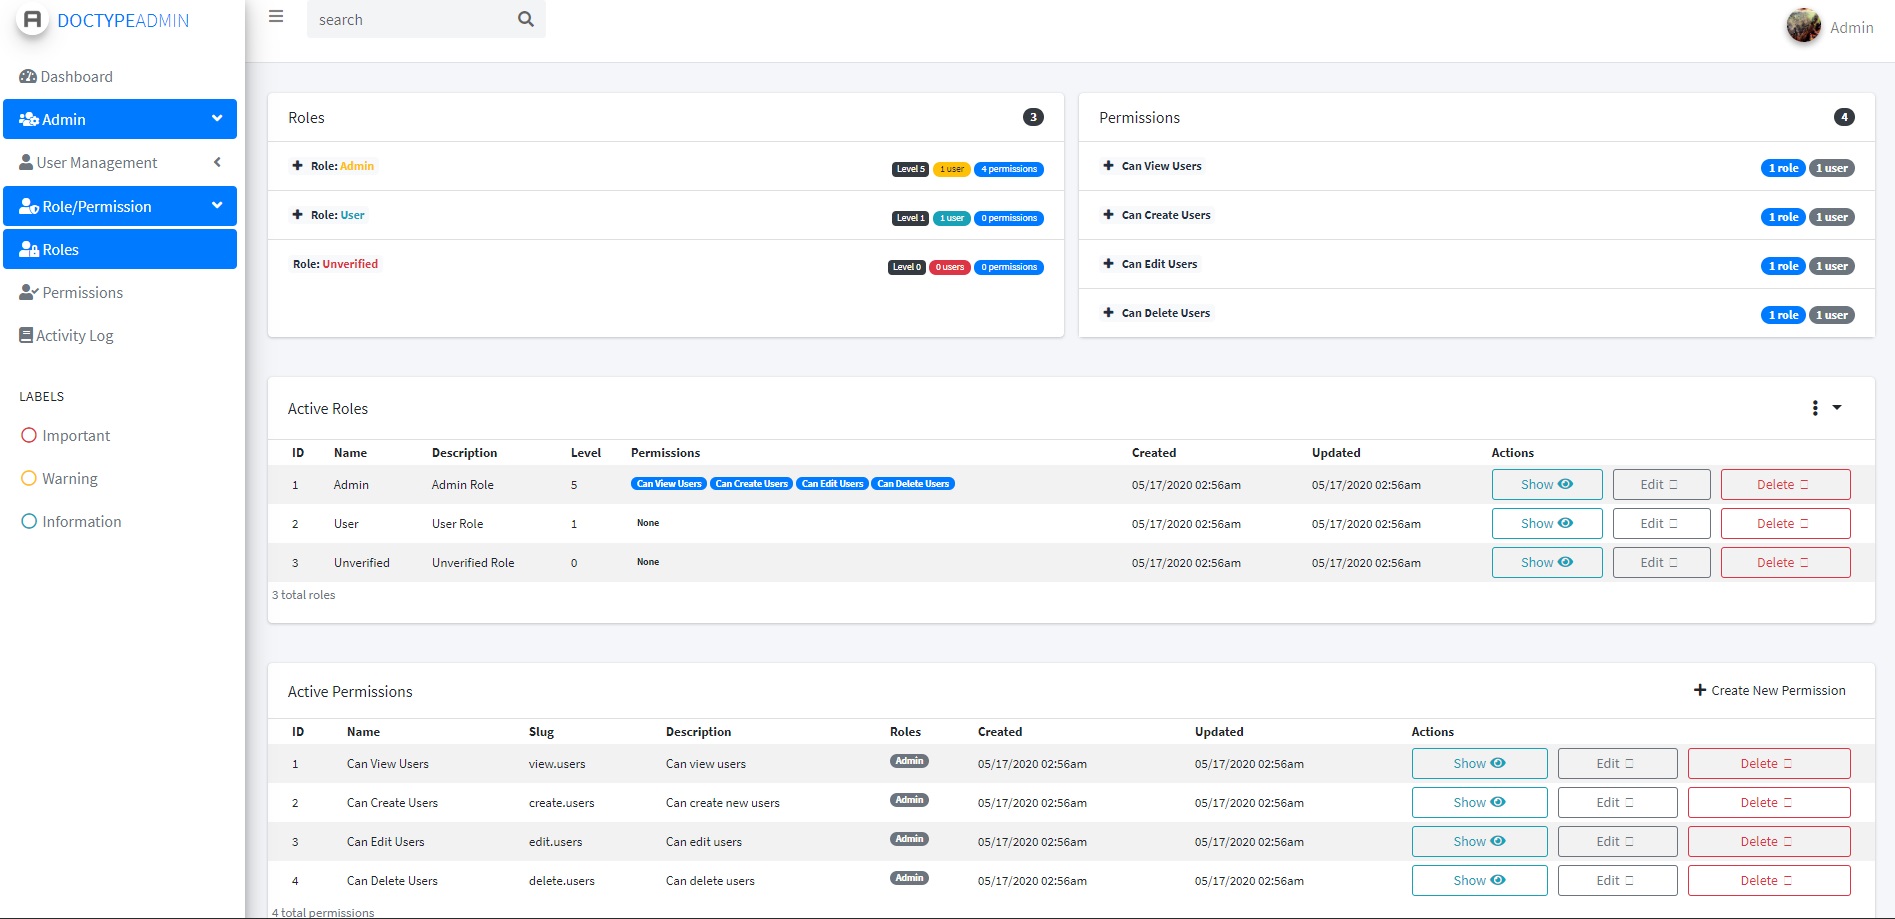 DOCTYPEADMIN
search
Admin
Dashboard
Admin
User Management
Role/Permission
Roles
Permissions
Activity Log
LABELS
Important
Warning
Information
Roles 3
Role: Admin Level 5 1 user 4 permissions
Role: User Level 1 1 user 0 permissions
Role: Unverified Level 0 0 users 0 permissions
Permissions 4
Can View Users 1 role 1 user
Can Create Users 1 role 1 user
Can Edit Users 1 role 1 user
Can Delete Users 1 role 1 user
Active Roles
ID Name Description Level Permissions Created Updated Actions
1 Admin Admin Role 5 Can View Users Can Create Users Can Edit Users Can Delete Users 05/17/2020 02:56am 05/17/2020 02:56am Show Edit Delete
2 User User Role 1 None 05/17/2020 02:56am 05/17/2020 02:56am Show Edit Delete
3 Unverified Unverified Role 0 None 05/17/2020 02:56am 05/17/2020 02:56am Show Edit Delete
3 total roles
Active Permissions Create New Permission
ID Name Slug Description Roles Created Updated Actions
1 Can View Users view.users Can view users Admin 05/17/2020 02:56am 05/17/2020 02:56am Show Edit Delete
2 Can Create Users create.users Can create new users Admin 05/17/2020 02:56am 05/17/2020 02:56am Show Edit Delete
3 Can Edit Users edit.users Can edit users Admin 05/17/2020 02:56am 05/17/2020 02:56am Show Edit Delete
4 Can Delete Users delete.users Can delete users Admin 05/17/2020 02:56am 05/17/2020 02:56am Show Edit Delete
4 total permissions